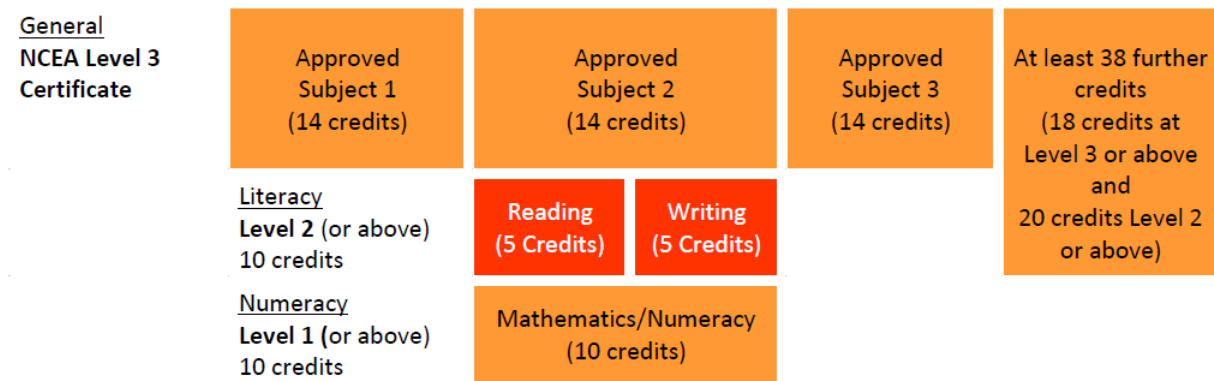 General
NCEA Level 3
Certificate
Approved
Subject 1
(14 credits)
Approved
Subject 2
(14 credits)
Approved
Subject 3
(14 credits)
At least 38 further
credits
(18 credits at
Level 3 or above
and
20 credits Level 2
or above)
Literacy
Level 2 (or above)
10 credits
Reading
(5 Credits)
Writing
(5 Credits)
Numeracy
Level 1 (or above)
10 credits
Mathematics/Numeracy
(10 credits)